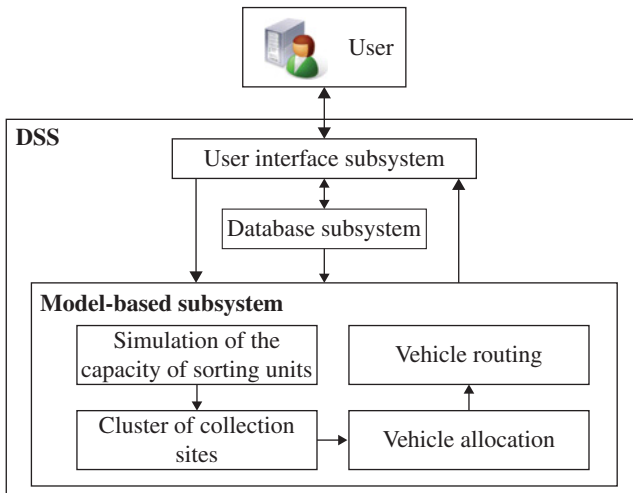 User
DSS
User interface subsystem
Database subsystem
Model-based subsystem
Simulation of the
capacity of sorting units
Vehicle routing
Cluster of collection
sites
Vehicle allocation